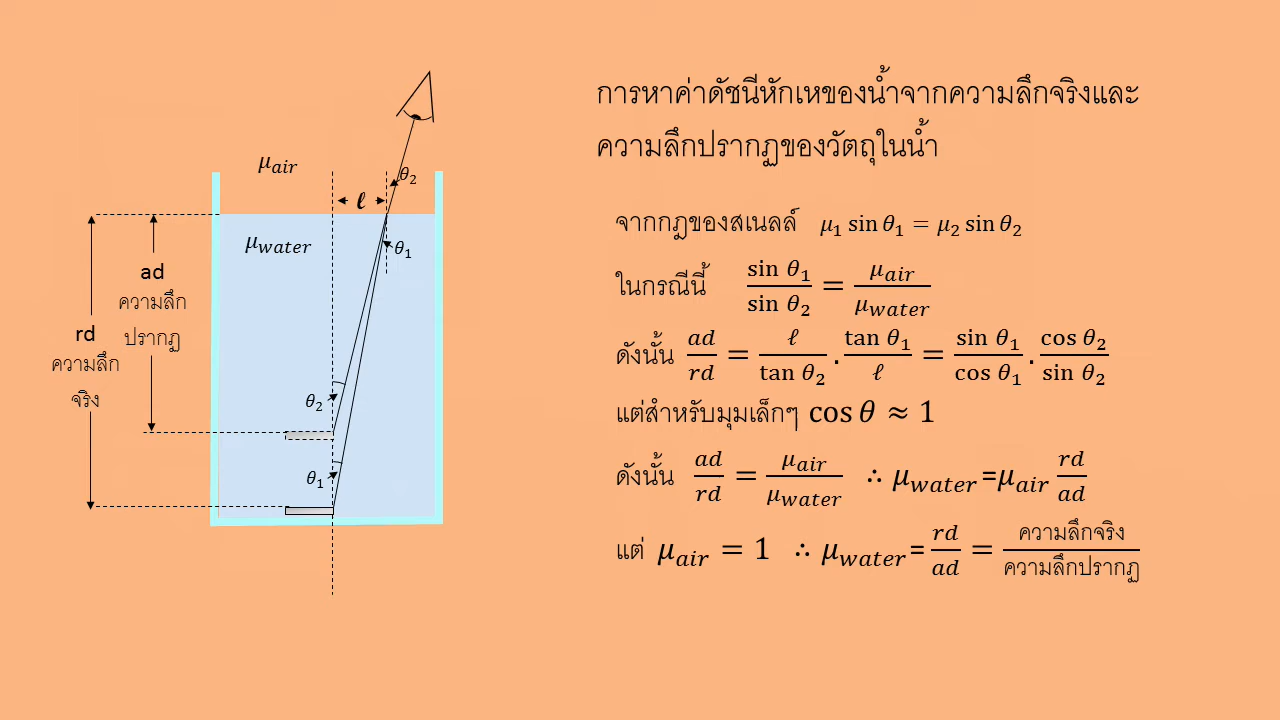 การหาค่าดัชนีหักเหของน้ำจากความลึกจริงและ
ความลึกปรากฏของวัตถุในน้ำ
μair
θ2
ℓ
μwater
θ1
ad
ความลึก
ปรากฏ
rd
ความลึก
จริง
θ2
θ1
จากกฎของสเนลล์ μ1 sin θ1 = μ2 sin θ2
ในกรณีนี้ sin θ1 / sin θ2 = μair / μwater
ดังนั้น ad / rd = ℓ / tan θ2 . tan θ1 / ℓ = sin θ1 / cos θ1 . cos θ2 / sin θ2
แต่สำหรับมุมเล็กๆ cos θ ≈ 1
ดังนั้น ad / rd = μair / μwater ∴ μwater =μair rd / ad
แต่ μair = 1 ∴ μwater = rd / ad = ความลึกจริง / ความลึกปรากฏ